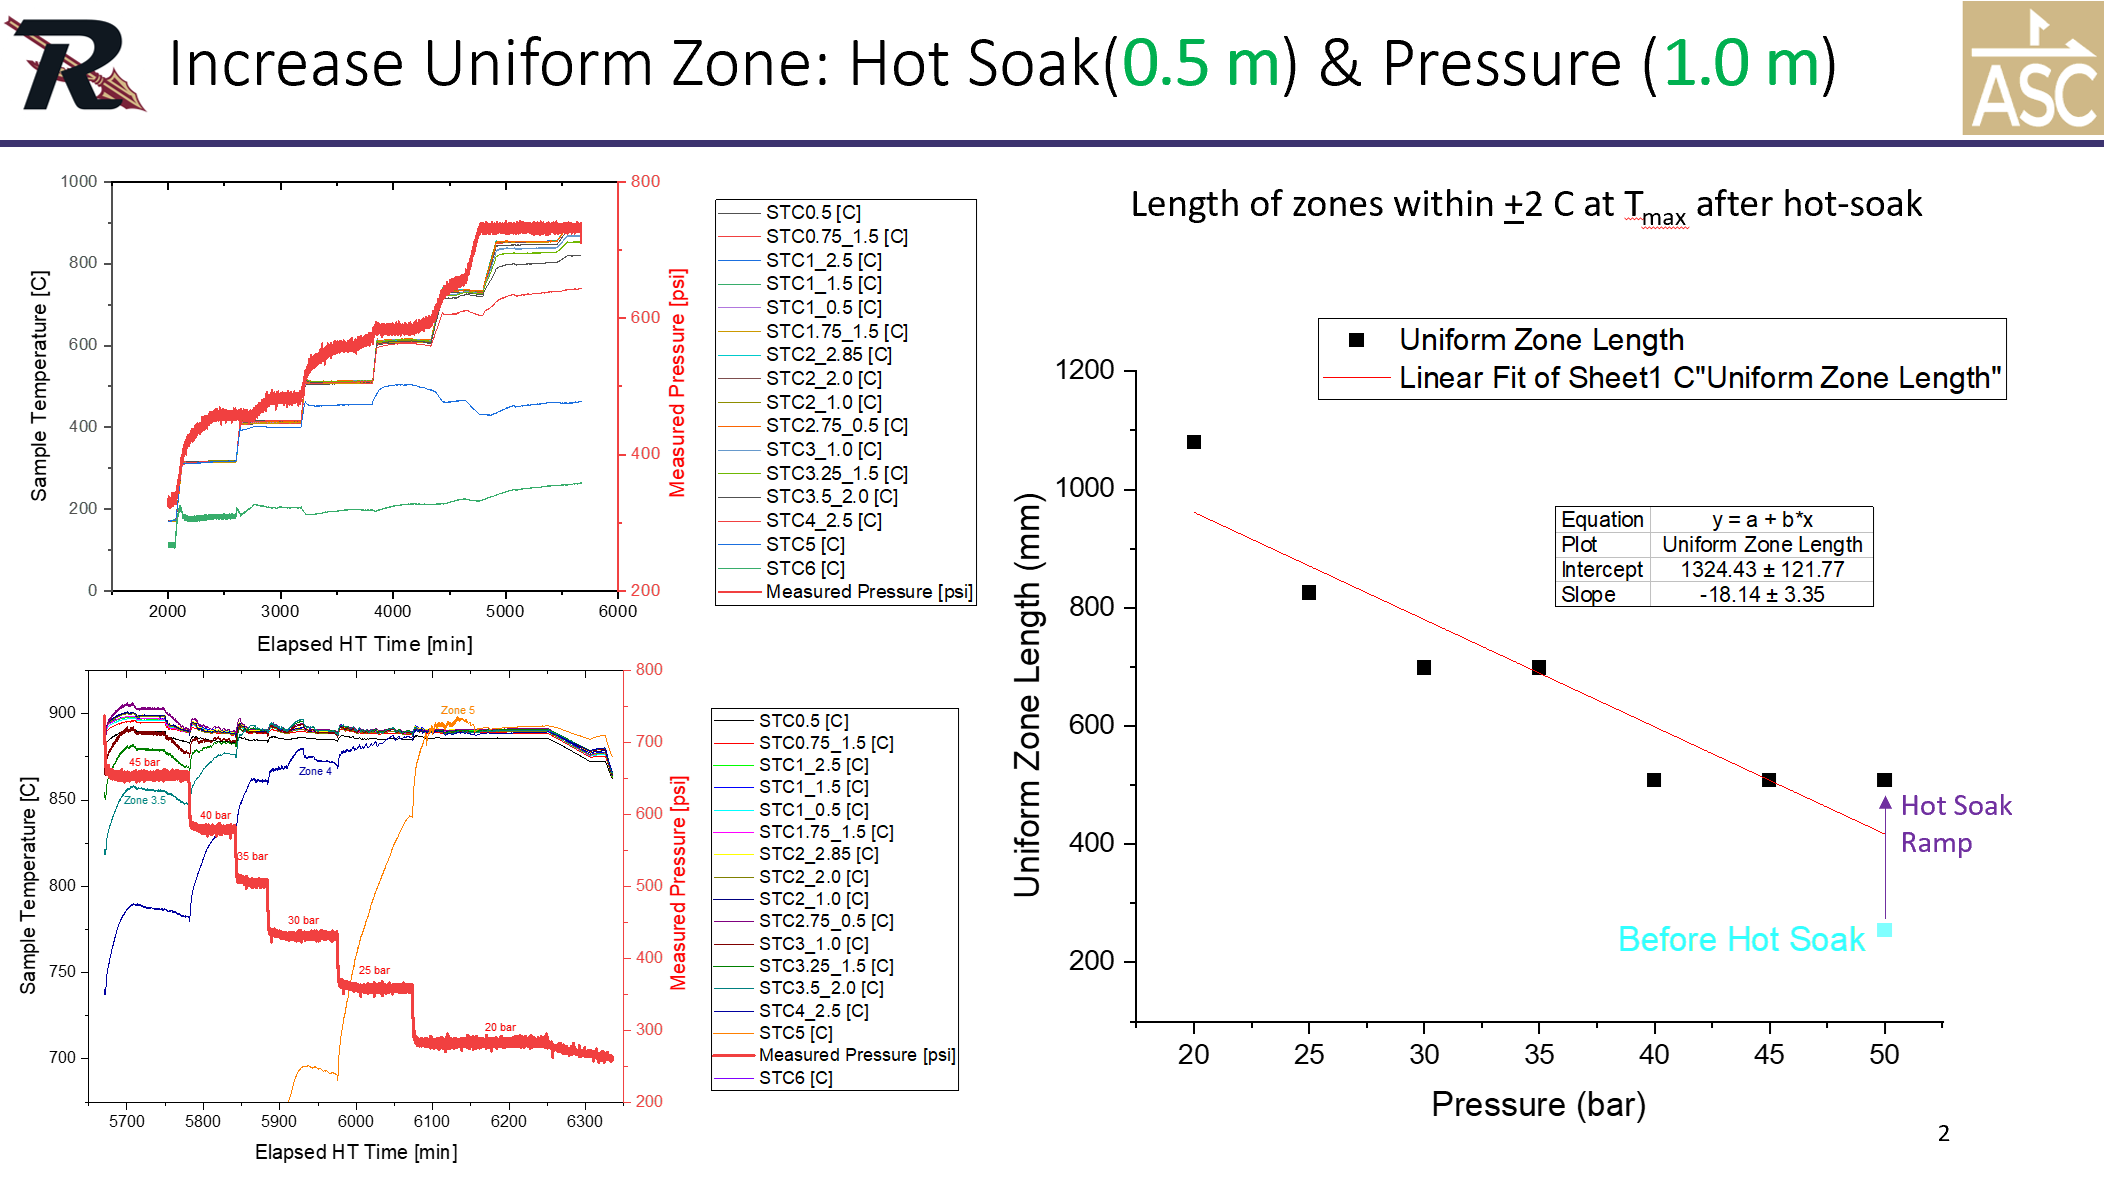 R
Increase Uniform Zone: Hot Soak(0.5 m) & Pressure (1.0 m)
ASC
1000
800
600
400
200
0
Sample Temperature [C]
800
600
400
200
Measured Pressure [psi]
2000
3000
4000
5000
6000
Elapsed HT Time [min]
STC0.5 [C]
STC0.75_1.5 [C]
STC1_2.5 [C]
STC1_1.5 [C]
STC1_0.5 [C]
STC1.75_1.5 [C]
STC2_2.85 [C]
STC2_2.0 [C]
STC2_1.0 [C]
STC2.75_0.5 [C]
STC3_1.0 [C]
STC3.25_1.5 [C]
STC3.5_2.0 [C]
STC4_2.5 [C]
STC5 [C]
STC6 [C]
Measured Pressure [psi]
900
850
800
750
700
Sample Temperature [C]
Zone 5
45 bar
Zone 4
Zone 3.5
40 bar
35 bar
30 bar
25 bar
20 bar
800
700
600
500
400
300
200
Measured Pressure [psi]
5700
5800
5900
6000
6100
6200
6300
Elapsed HT Time [min]
STC0.5 [C]
STC0.75_1.5 [C]
STC1_2.5 [C]
STC1_1.5 [C]
STC1_0.5 [C]
STC1.75_1.5 [C]
STC2_2.85 [C]
STC2_2.0 [C]
STC2_1.0 [C]
STC2.75_0.5 [C]
STC3_1.0 [C]
STC3.25_1.5 [C]
STC3.5_2.0 [C]
STC4_2.5 [C]
STC5 [C]
Measured Pressure [psi]
STC6 [C]
Length of zones within ±2 C at Tmax after hot-soak
Uniform Zone Length
Linear Fit of Sheet1 C"Uniform Zone Length"
1200
1000
800
600
400
200
Uniform Zone Length (mm)
Equation y = a + b*x
Plot Uniform Zone Length
Intercept 1324.43 ± 121.77
Slope -18.14 ± 3.35
Hot Soak
Ramp
Before Hot Soak
20
25
30
35
40
45
50
Pressure (bar)
2